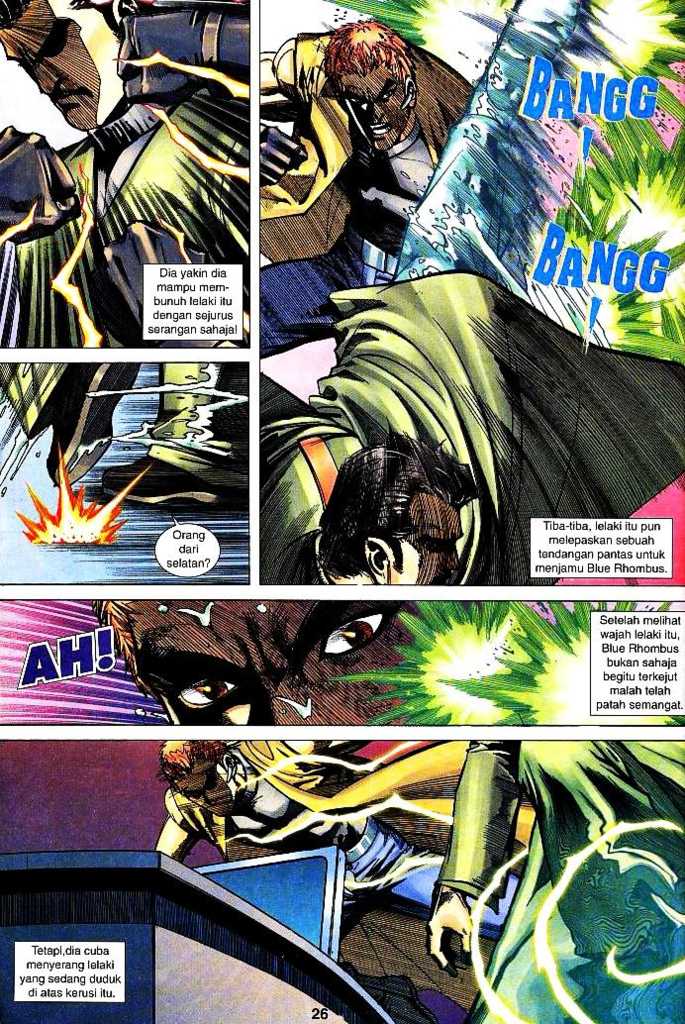 Dia yakin dia
mampu mem-
bunuh lelaki itu
dengan sejurus
serangan sahaja!
BANGG
!
BANGG
!
Orang
dari
selatan?
Tiba-tiba, lelaki itu pun
melepaskan sebuah
tendangan pantas untuk
menjamu Blue Rhombus.
AH!
Setelah melihat
wajah lelaki itu,
Blue Rhombus
bukan sahaja
begitu terkejut
malah telah
patah semangat.
Tetapi,dia cuba
menyerang lelaki
yang sedang duduk
di atas kerusi itu.
26